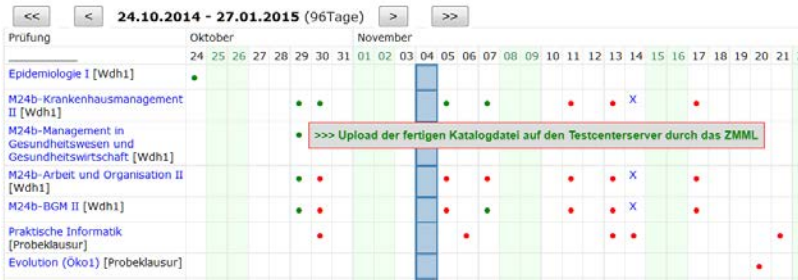 << < 24.10.2014 - 27.01.2015 (96Tage) > >>
Prüfung Oktober November
24 25 26 27 28 29 30 31 01 02 03 04 05 06 07 08 09 10 11 12 13 14 15 16 17 18 19 20 21
Epidemiologie I [Wdh1]
M24b-Krankenhausmanagement
II [Wdh1] X
M24b-Management in
Gesundheitswesen und
Gesundheitswirtschaft [Wdh1]
>>> Upload der fertigen Katalogdatei auf den Testcenterserver durch das ZMML
M24b-Arbeit und Organisation II
[Wdh1] X
M24b-BGM II [Wdh1] X
Praktische Informatik
[Probeklausur]
Evolution (Öko1) [Probeklausur]